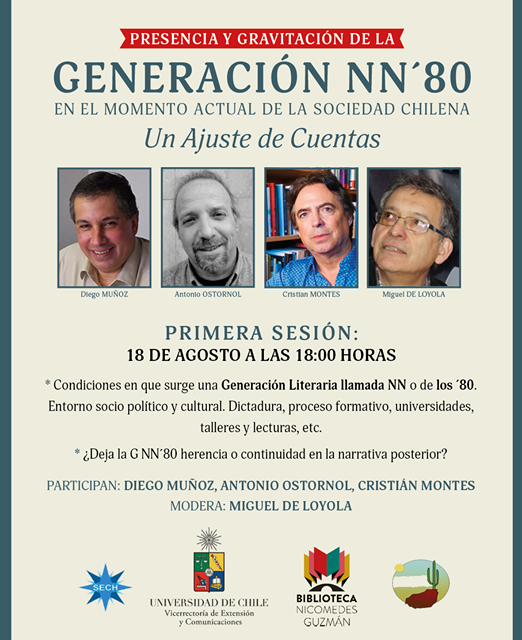 PRESENCIA Y GRAVITACIÓN DE LA
GENERACIÓN NN´80
EN EL MOMENTO ACTUAL DE LA SOCIEDAD CHILENA
Un Ajuste de Cuentas
Diego MUÑOZ
Antonio OSTORNOL
Cristian MONTES
Miguel DE LOYOLA
PRIMERA SESIÓN:
18 DE AGOSTO A LAS 18:00 HORAS
* Condiciones en que surge una Generación Literaria llamada NN o de los ´80.
Entorno socio político y cultural. Dictadura, proceso formativo, universidades,
talleres y lecturas, etc.
* ¿Deja la G NN´80 herencia o continuidad en la narrativa posterior?
PARTICIPAN: DIEGO MUÑOZ, ANTONIO OSTORNOL, CRISTIÁN MONTES
MODERA: MIGUEL DE LOYOLA
SECH
UNIVERSIDAD DE CHILE
Vicerrectoría de Extensión
y Comunicaciones
BIBLIOTECA
NICOMEDES
GUZMÁN